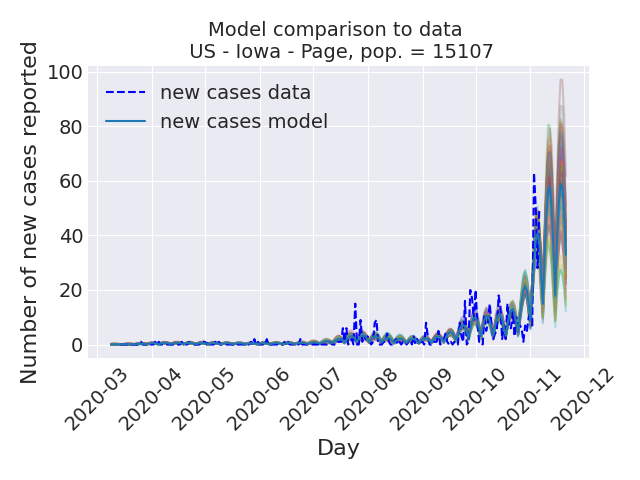 Model comparison to data
US - Iowa - Page, pop. = 15107
Number of new cases reported
100
80
60
40
20
0
new cases data
new cases model
2020-03
2020-04
2020-05
2020-06
2020-07
2020-08
2020-09
2020-10
2020-11
2020-12
Day